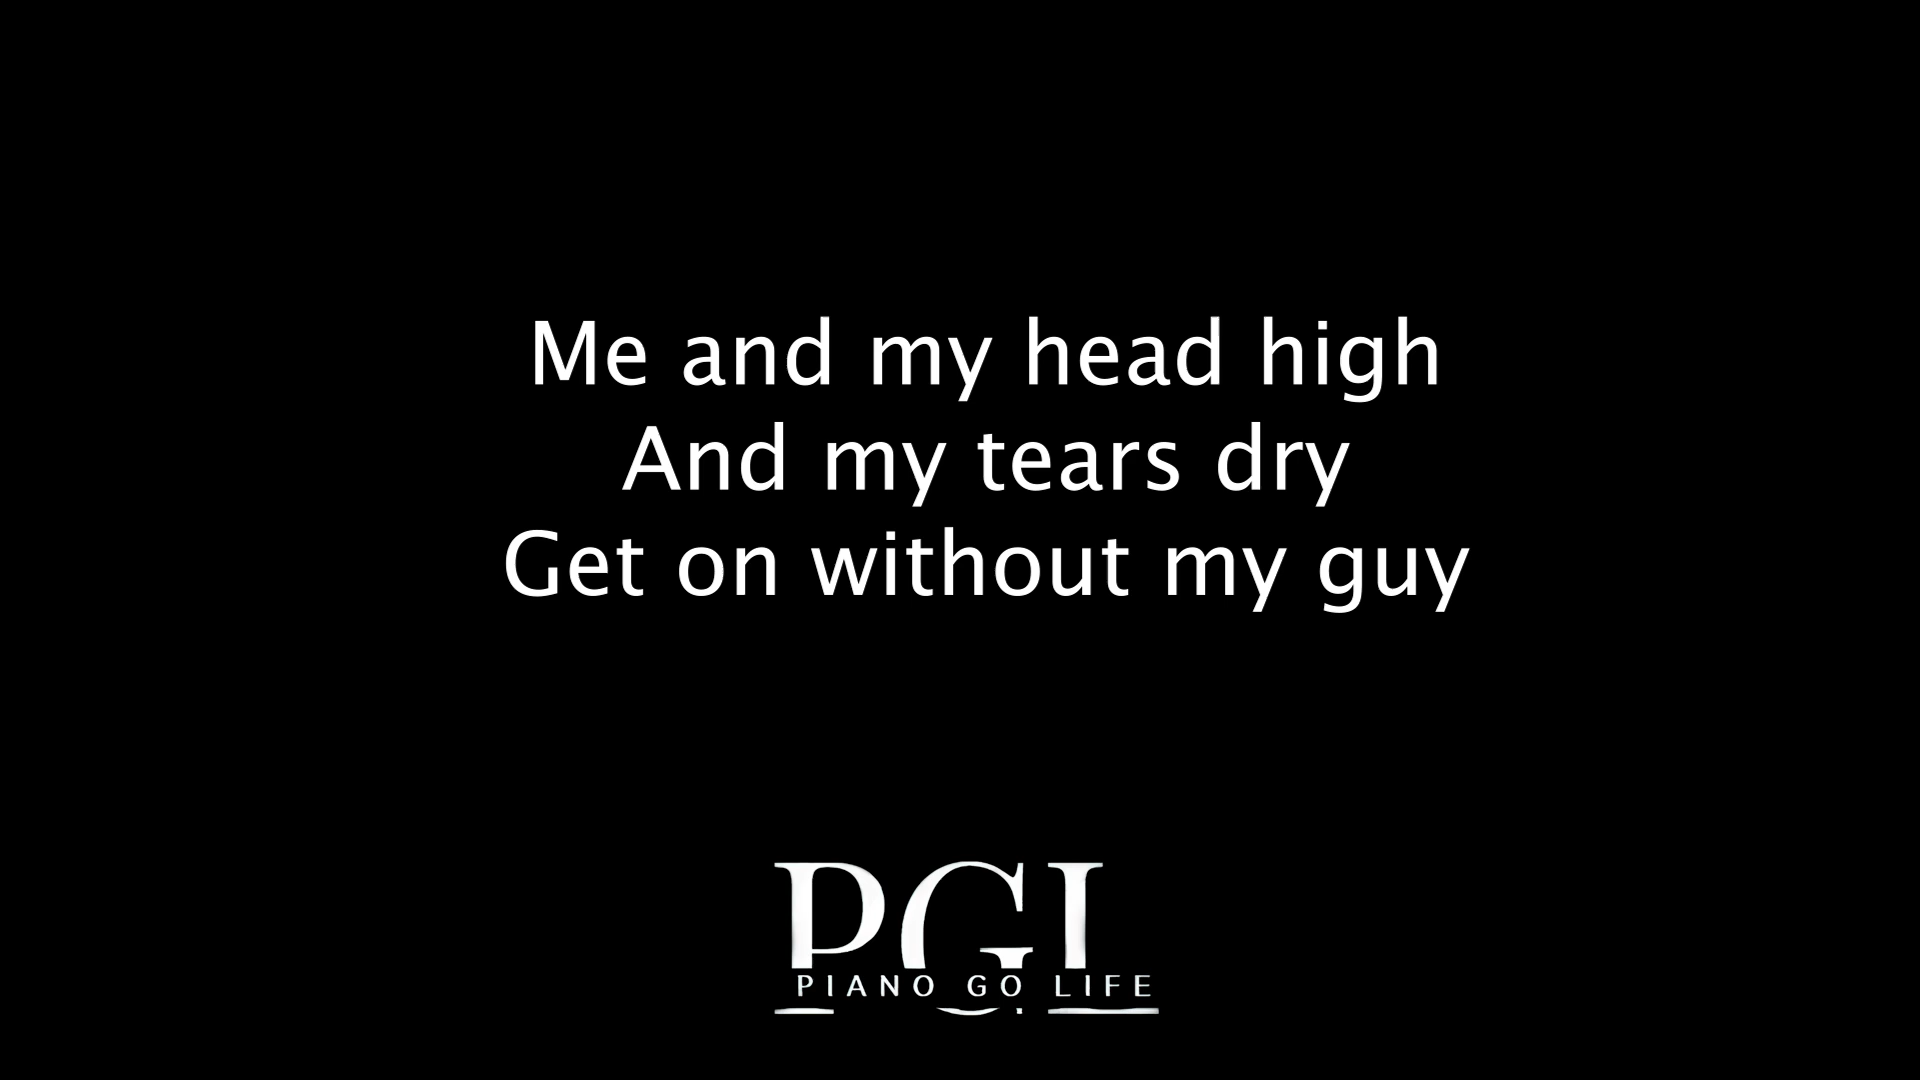 Me and my head high
And my tears dry
Get on without my guy
PGL
PIANO GO LIFE